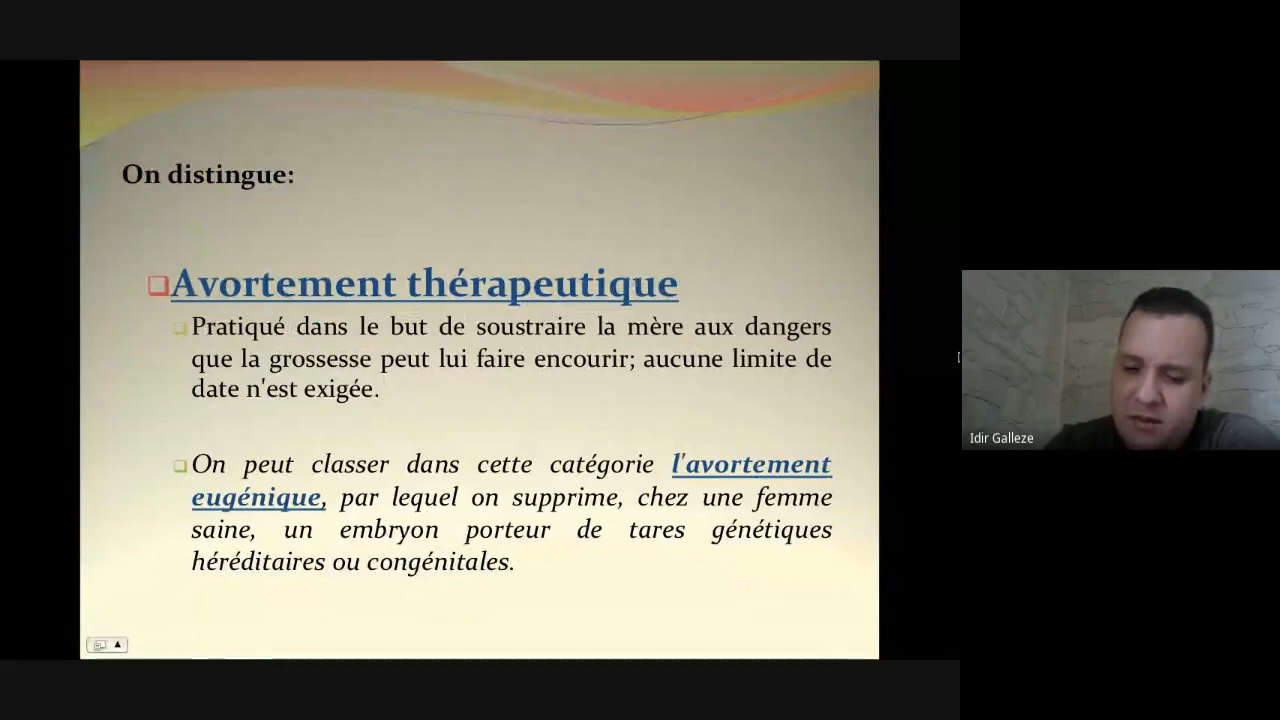 On distingue:
Avortement thérapeutique
Pratiqué dans le but de soustraire la mère aux dangers
que la grossesse peut lui faire encourir; aucune limite de
date n'est exigée.
On peut classer dans cette catégorie l'avortement
eugénique, par lequel on supprime, chez une femme
saine, un embryon porteur de tares génétiques
héréditaires ou congénitales.
Idir Galleze